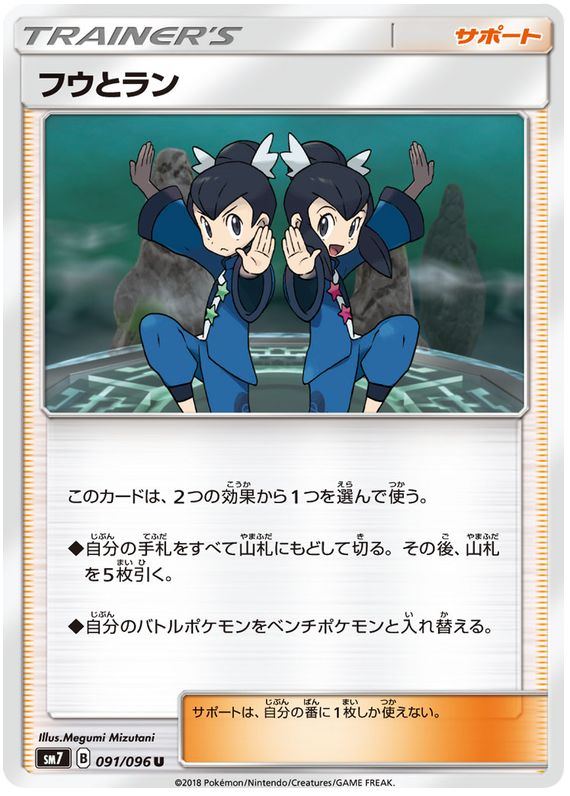 TRAINER'S
サポート
フウとラン
このカードは、2つの効果から1つを選んで使う。
◆自分の手札をすべて山札にもどして切る。その後、山札
を5枚引く。
◆自分のバトルポケモンをベンチポケモンと入れ替える。
サポートは、自分の番に1枚しか使えない。
Illus.Megumi Mizutani
SM7 B 091/096 U
©2018 Pokémon/Nintendo/Creatures/GAME FREAK.